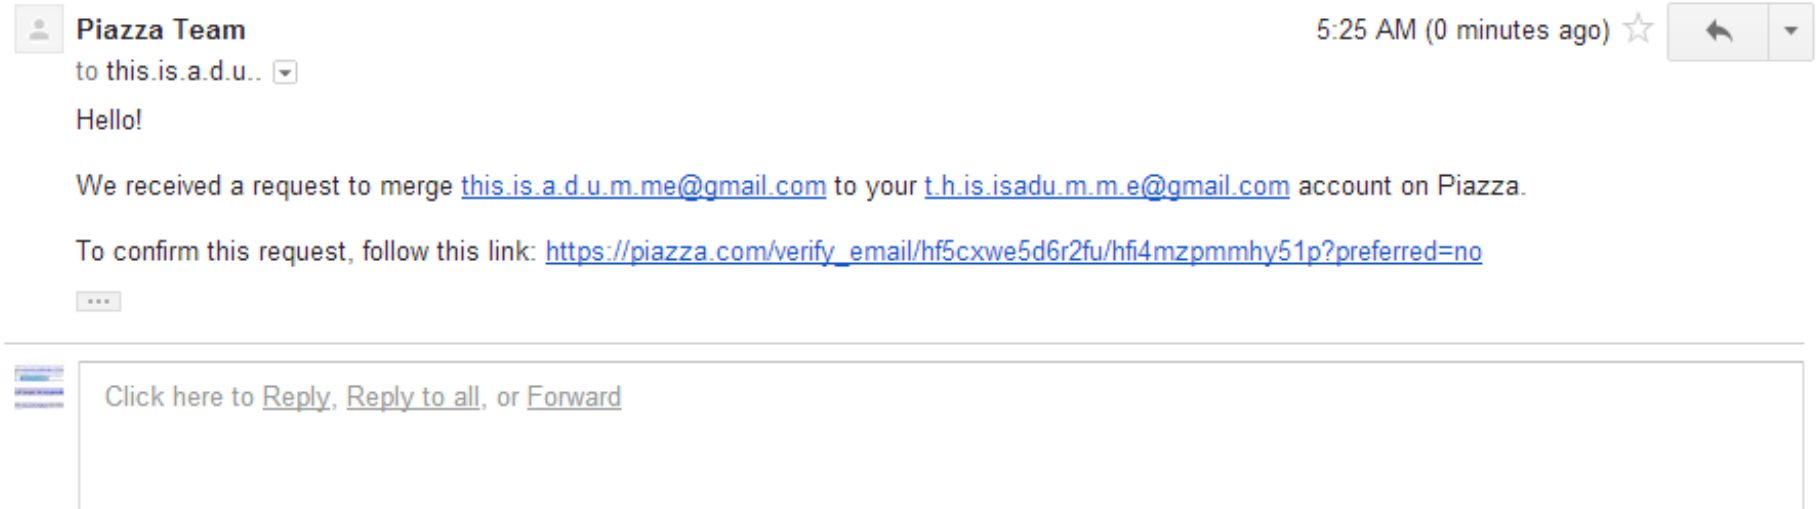 Piazza Team 5:25 AM (0 minutes ago)
to this.is.a.d.u..
Hello!
We received a request to merge this.is.a.d.u.m.me@gmail.com to your t.h.is.isadu.m.m.e@gmail.com account on Piazza.
To confirm this request, follow this link: https://piazza.com/verify_email/hf5cxwe5d6r2fu/hfi4mzpmmhy51p?preferred=no
Click here to Reply, Reply to all, or Forward